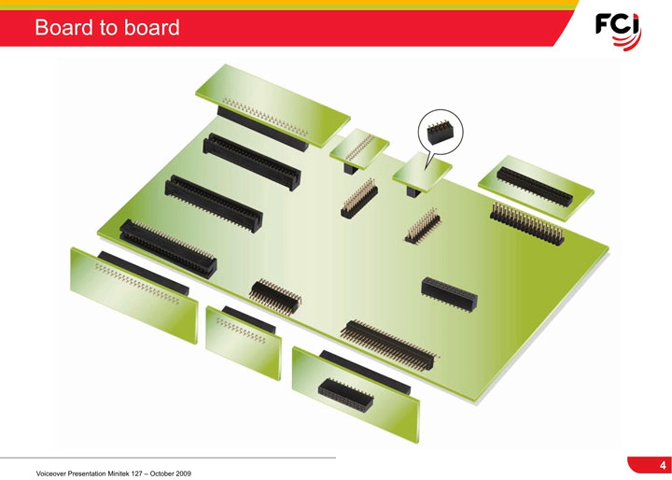 Board to board
FCi
Voiceover Presentation Minitek 127 – October 2009
4